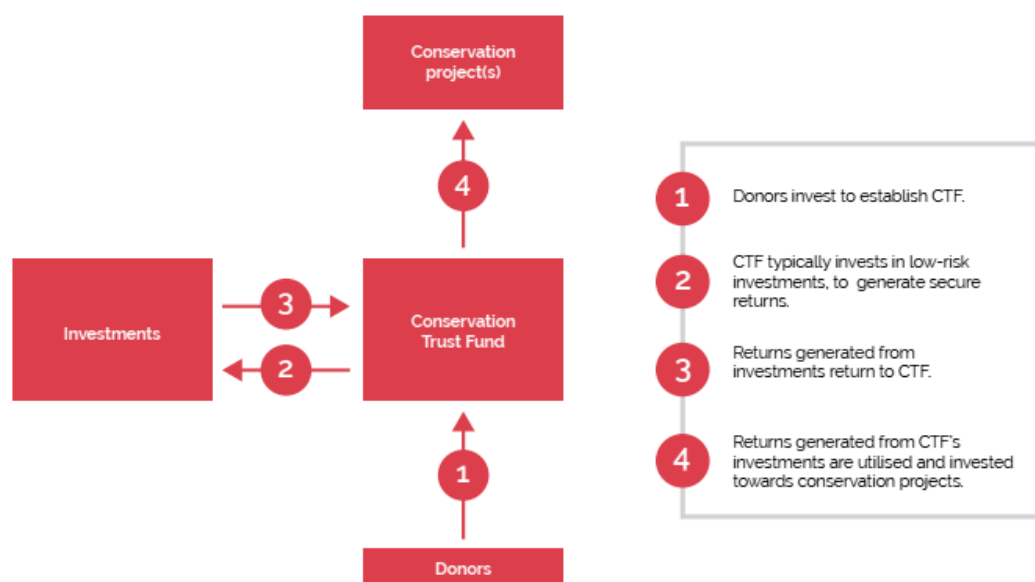 Conservation
project(s)
4
Investments
3
2
Conservation
Trust Fund
1
Donors
1
Donors invest to establish CTF.
2
CTF typically invests in low-risk
investments, to generate secure
returns.
3
Returns generated from
investments return to CTF.
4
Returns generated from CTF's
investments are utilised and invested
towards conservation projects.